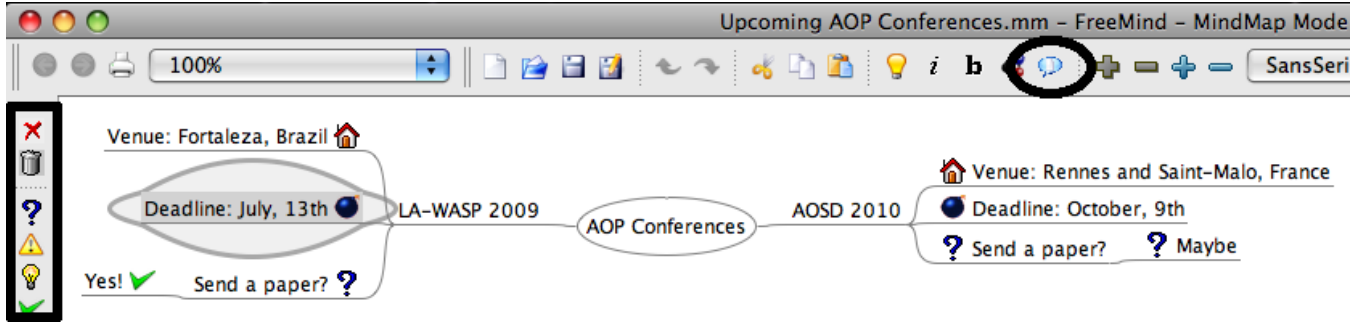 Upcoming AOP Conferences.mm – FreeMind – MindMap Mode
100%
i b
SansSeri
Venue: Fortaleza, Brazil
Deadline: July, 13th
LA-WASP 2009
Yes!
Send a paper?
AOP Conferences
AOSD 2010
Venue: Rennes and Saint-Malo, France
Deadline: October, 9th
Send a paper?
Maybe